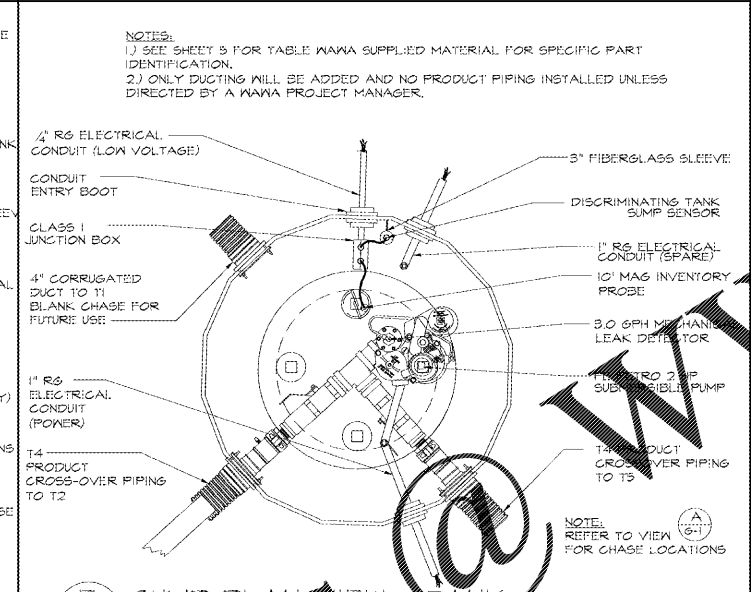 NOTES:
1.) SEE SHEET 5 FOR TABLE WAWA SUPPLIED MATERIAL FOR SPECIFIC PART
IDENTIFICATION.
2.) ONLY DUCTING WILL BE ADDED AND NO PRODUCT PIPING INSTALLED UNLESS
DIRECTED BY A WAWA PROJECT MANAGER.
RG ELECTRICAL
CONDUIT (LOW VOLTAGE)
CONDUIT
ENTRY BOOT
CLASS 1
JUNCTION BOX
4" CORRUGATED
DUCT TO T1
BLANK CHASE FOR
FUTURE USE
1" RG
ELECTRICAL
CONDUIT
(POWER)
T4
PRODUCT
CROSS-OVER PIPING
TO T2
3" FIBERGLASS SLEEVE
DISCRIMINATING TANK
SUMP SENSOR
1" RG ELECTRICAL
CONDUIT (SPARE)
10' MAG INVENTORY
PROBE
3.0 GPH MECHANICAL
LEAK DETECTOR
SUBMERSIBLE PUMP
T4 PRODUCT
CROSS-OVER PIPING
TO T3
NOTE:
REFER TO VIEW
A
G-1
FOR CHASE LOCATIONS
@ W